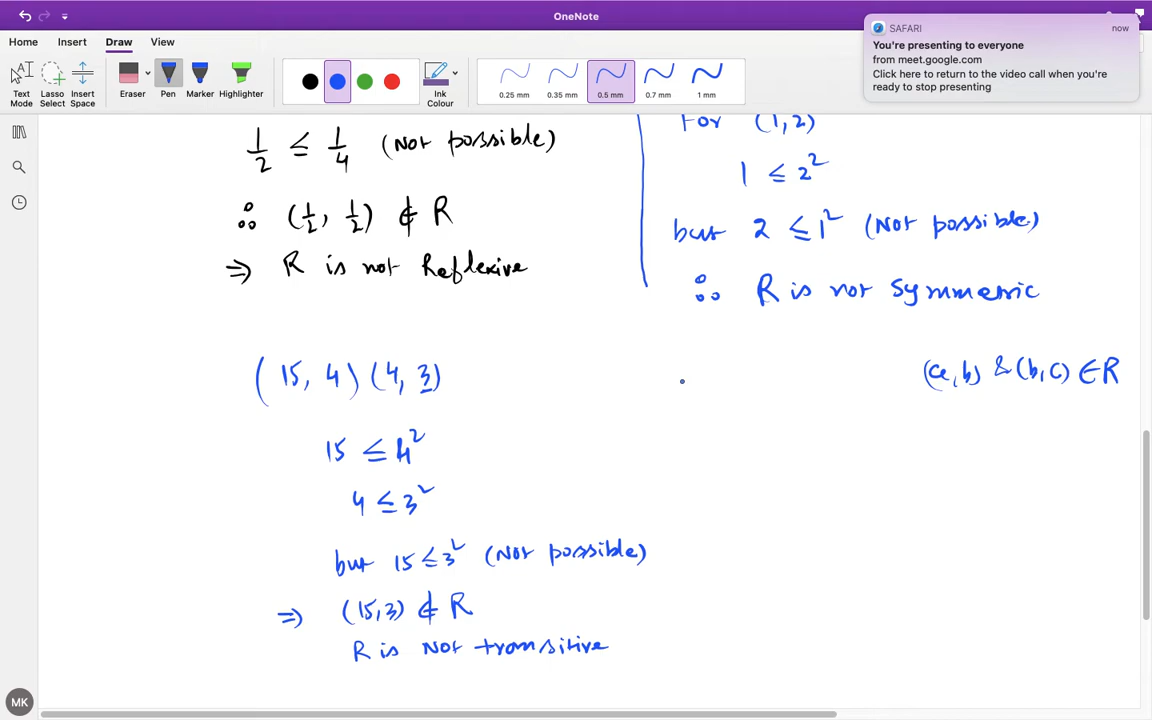 OneNote
SAFARI now
You're presenting to everyone
from meet.google.com
Click here to return to the video call when you're
ready to stop presenting
Home Insert Draw View
Text Mode
Lasso Select
Insert Space
Eraser
Pen
Marker
Highlighter
Ink Colour
0.25 mm 0.35 mm 0.5 mm 0.7 mm 1 mm
1/2 ≤ 1/4 (Not possible)
∴ (1/2, 1/2) ∉ R
⇒ R is not Reflexive
For (1,2)
1 ≤ 2²
but 2 ≤ 1² (Not possible)
∴ R is not Symmetric
(15, 4) (4, 3)
(a,b) & (b,c) ∈ R
15 ≤ 4²
4 ≤ 3²
but 15 ≤ 3² (Not possible)
⇒ (15,3) ∉ R
R is Not transitive
MK